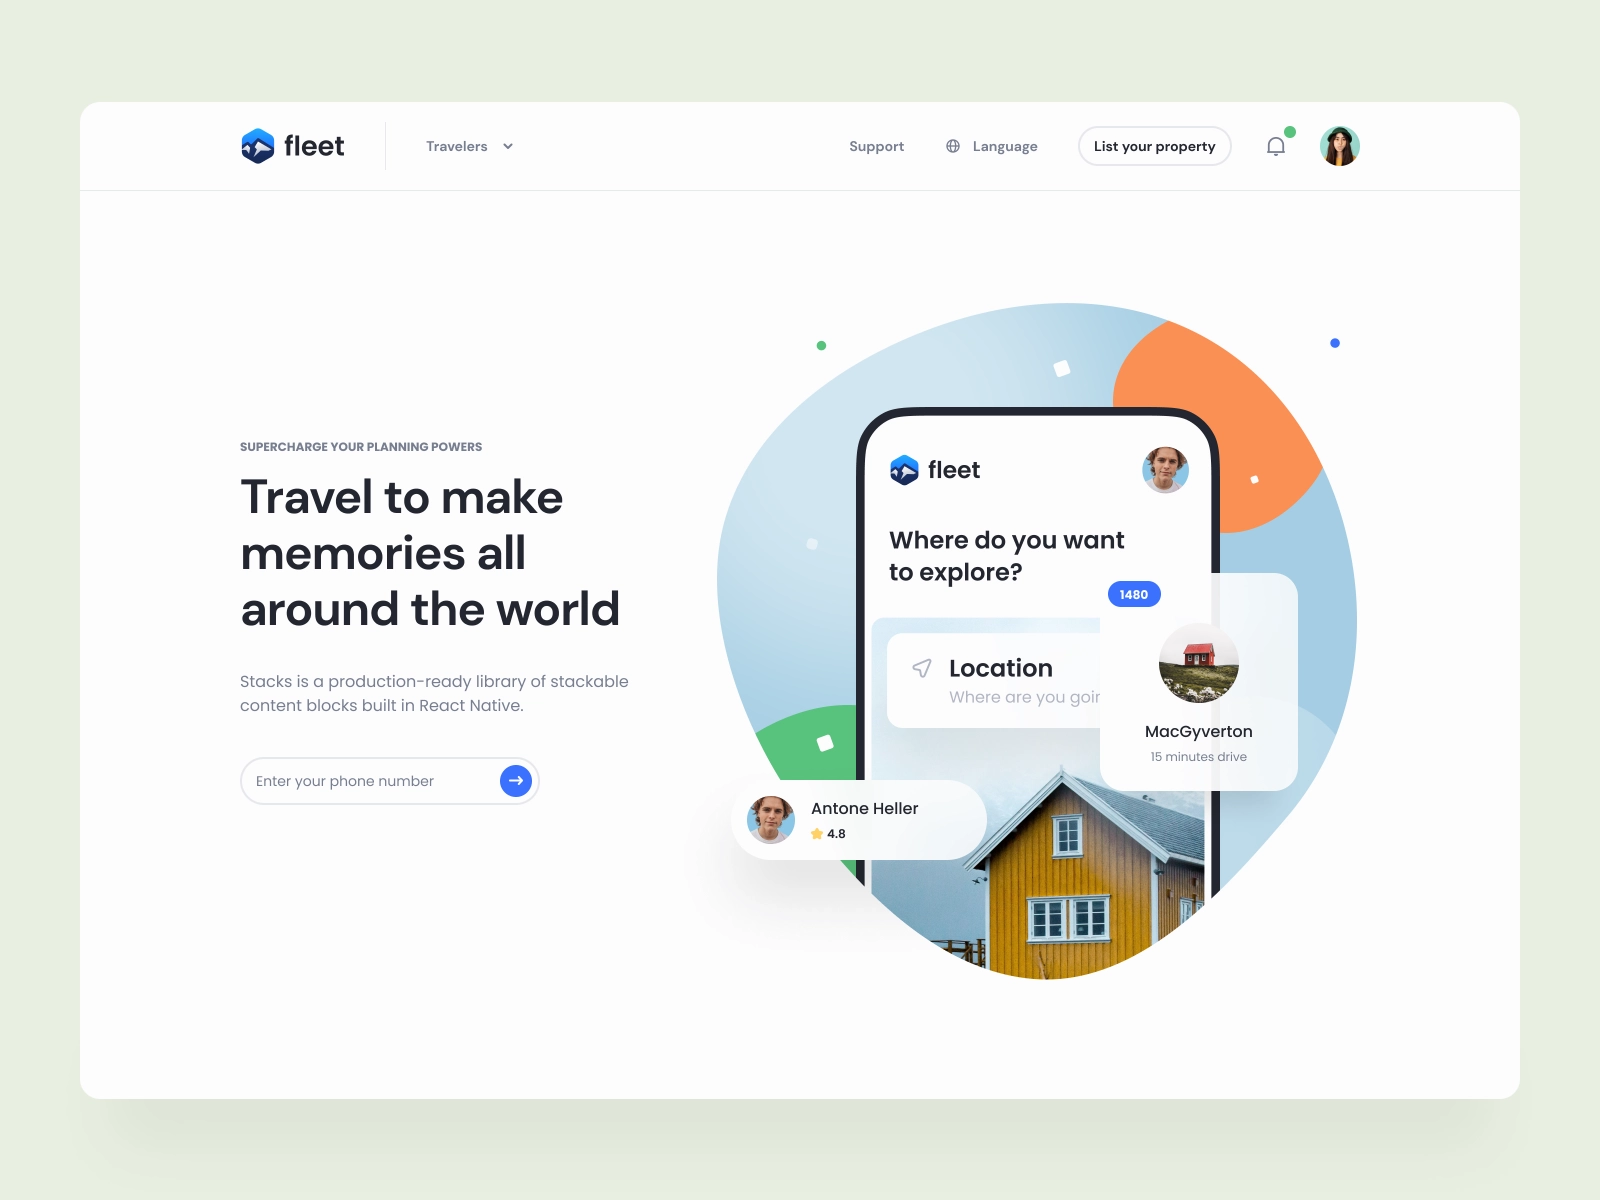 fleet
Travelers
Support
Language
List your property
SUPERCHARGE YOUR PLANNING POWERS
Travel to make
memories all
around the world
Stacks is a production-ready library of stackable
content blocks built in React Native.
Enter your phone number
fleet
Where do you want
to explore?
1480
Location
Where are you goin
MacGyverton
15 minutes drive
Antone Heller
4.8